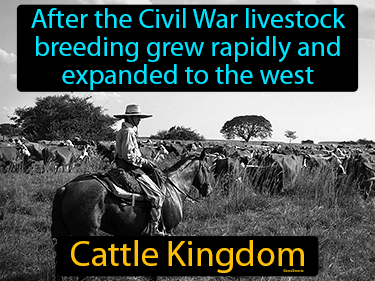 After the Civil War livestock
breeding grew rapidly and
expanded to the west
Cattle Kingdom